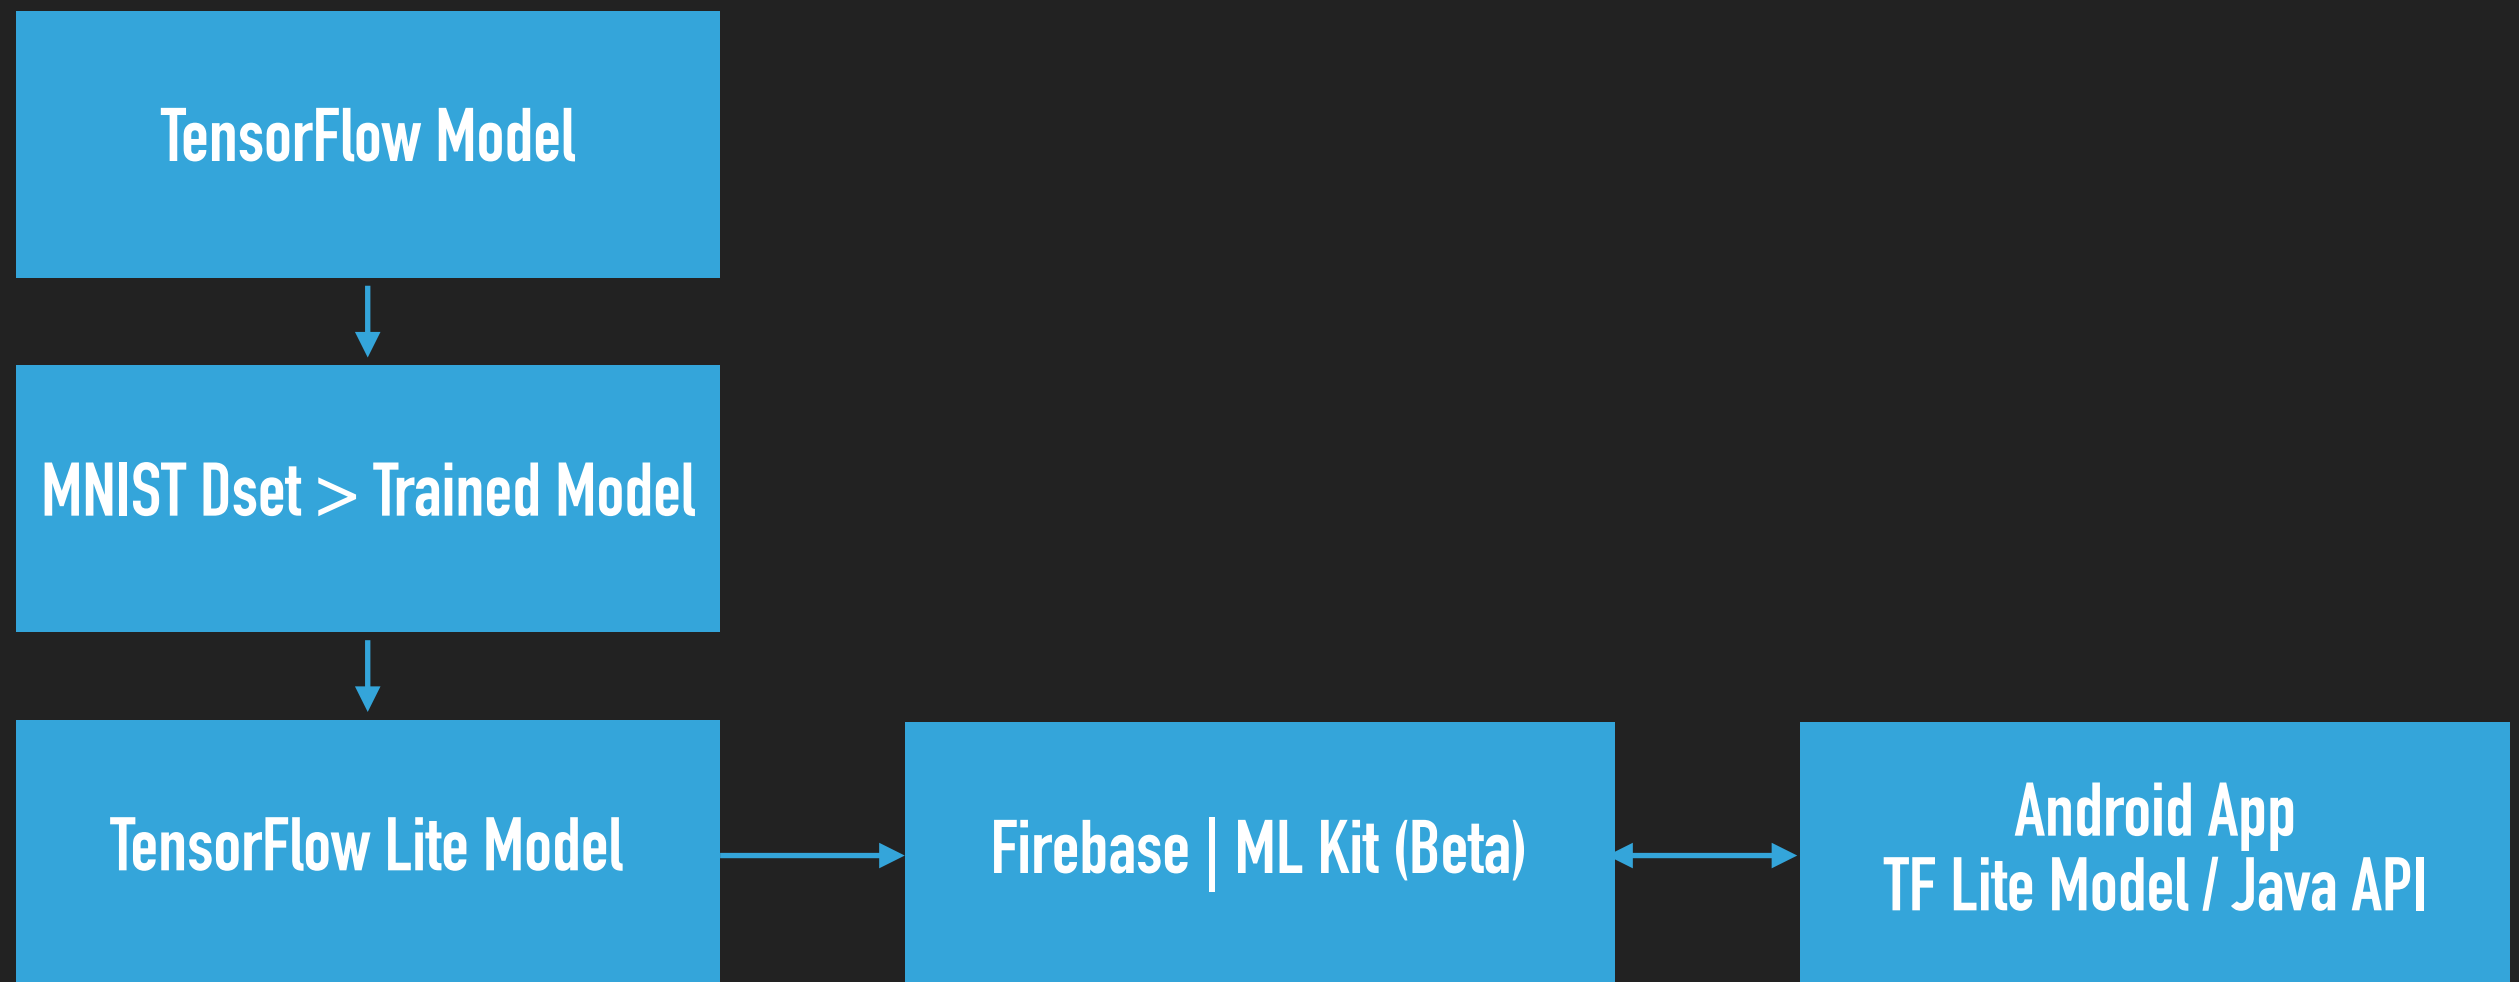 TensorFlow Model
MNIST Dset > Trained Model
TensorFlow Lite Model
Firebase | ML Kit (Beta)
Android App
TF Lite Model / Java API